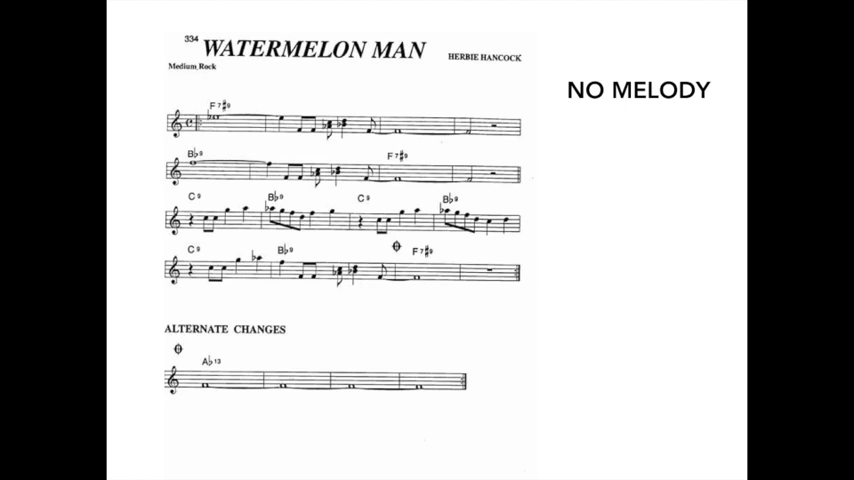 334
WATERMELON MAN
HERBIE HANCOCK
Medium Rock
NO MELODY
F7♯9
B♭9 F7♯9
C9 B♭9 C9 B♭9
C9 B♭9 F7♯9
ALTERNATE CHANGES
A♭13